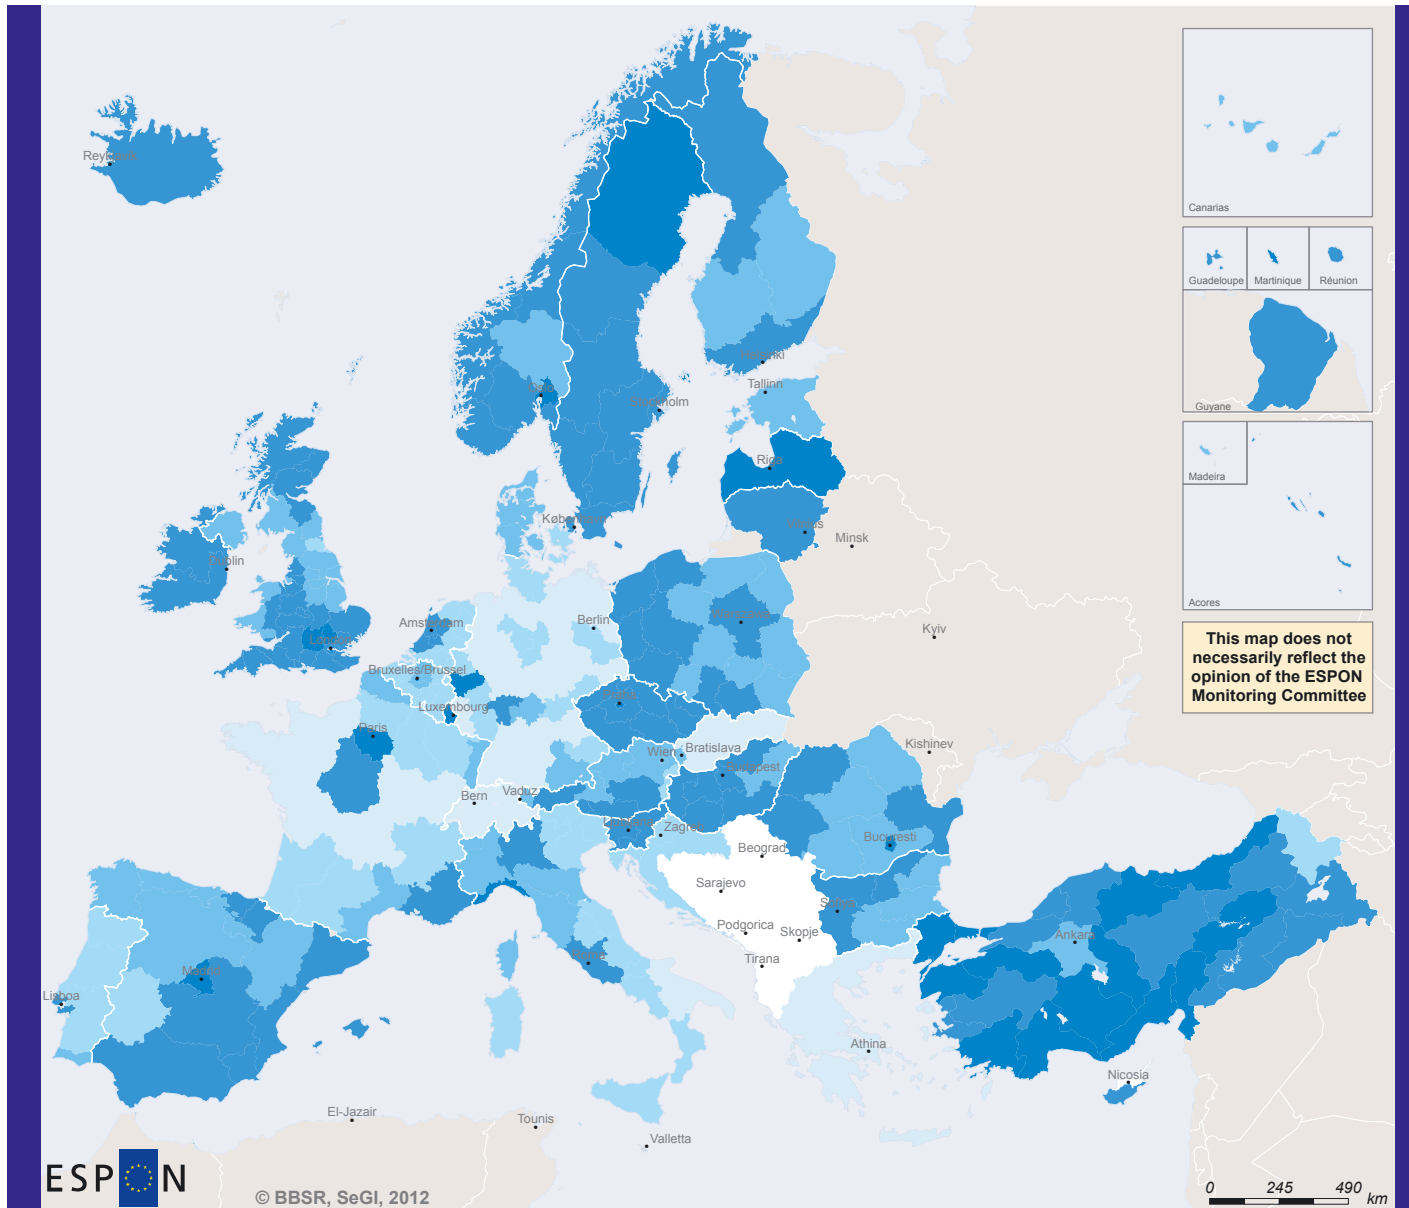 Canarias
Reykjavík
Guadeloupe
Martinique
Réunion
Guyane
Helsinki
Tallinn
Oslo
Stockholm
Madeira
Riga
København
Vilnius
Minsk
Dublin
Acores
Amsterdam
Berlin
Warszawa
Kyiv
London
This map does not
necessarily reflect the
opinion of the ESPON
Monitoring Committee
Bruxelles/Brussel
Praha
Luxembourg
Paris
Kishinev
Wien
Bratislava
Budapest
Bern
Vaduz
Ljubljana
Zagreb
Bucuresti
Beograd
Sarajevo
Sofiya
Podgorica
Skopje
Ankara
Roma
Tirana
Madrid
Lisboa
Athina
Nicosia
El-Jazair
Tounis
Valletta
ESPON
© BBSR, SeGI, 2012
0 245 490
km